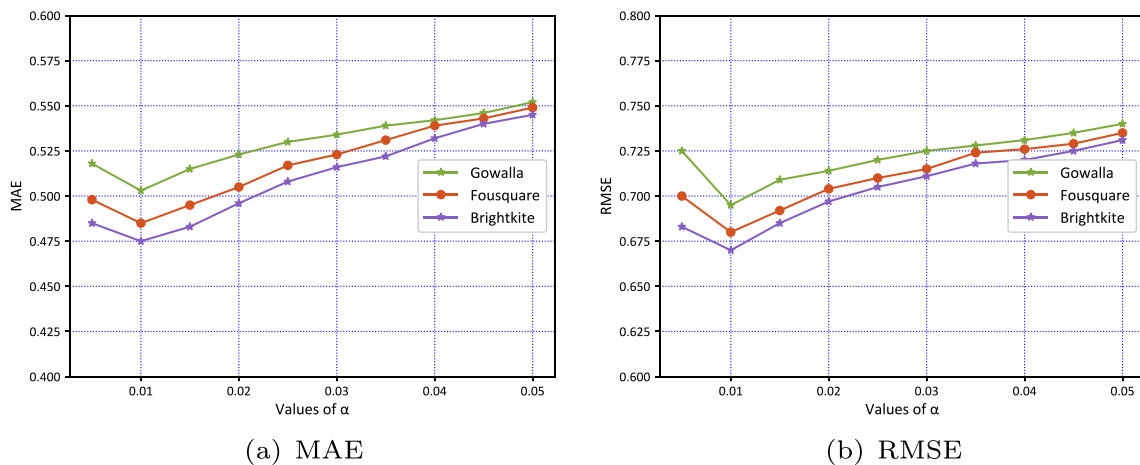 0.600
0.575
0.550
0.525
0.500
0.475
0.450
0.425
0.400
MAE
0.01 0.02 0.03 0.04 0.05
Values of α
Gowalla
Fousquare
Brightkite
(a) MAE
0.800
0.775
0.750
0.725
0.700
0.675
0.650
0.625
0.600
RMSE
0.01 0.02 0.03 0.04 0.05
Values of α
Gowalla
Fousquare
Brightkite
(b) RMSE